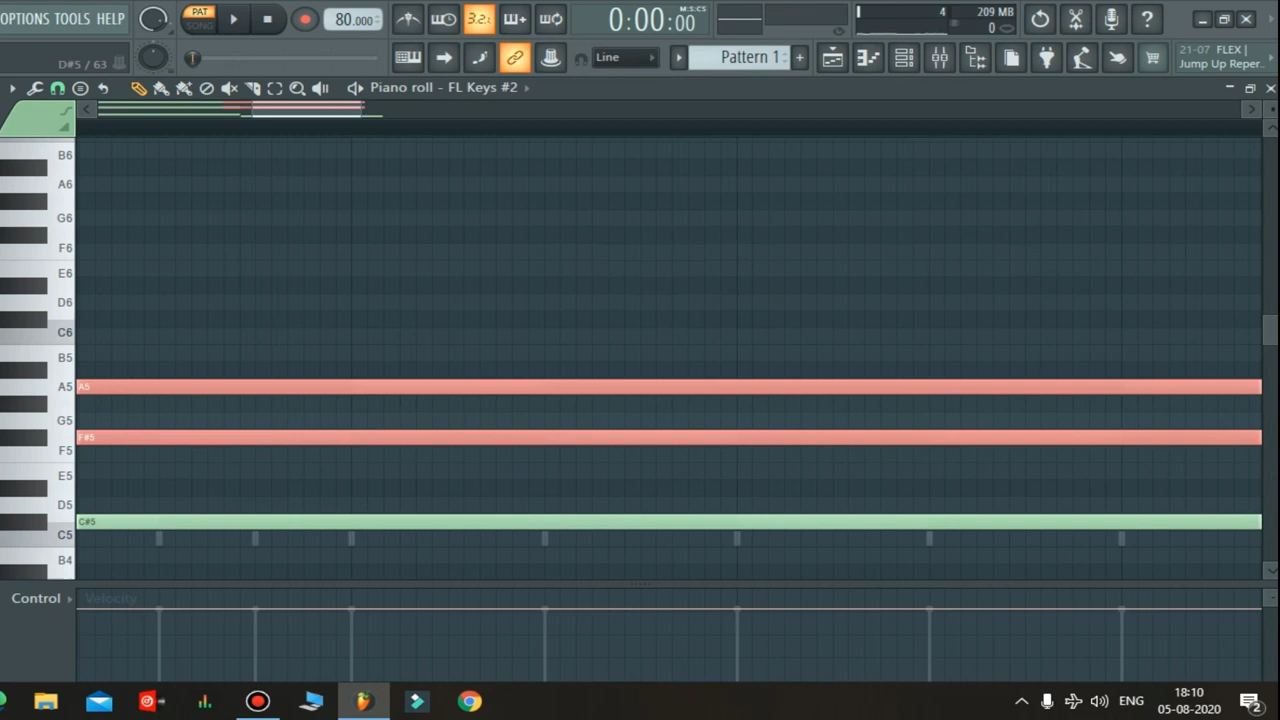 OPTIONS TOOLS HELP
PAT
SONG
80.000
3.2.
0:00:00
M:S:CS
4
209 MB
0
D#5 / 63
Line
Pattern 1
21-07 FLEX |
Jump Up Reper..
Piano roll - FL Keys #2
B6
A6
G6
F6
E6
D6
C6
B5
A5
A5
G5
F#5
F5
E5
D5
C#5
C5
B4
Control
Velocity
ENG
18:10
05-08-2020
2